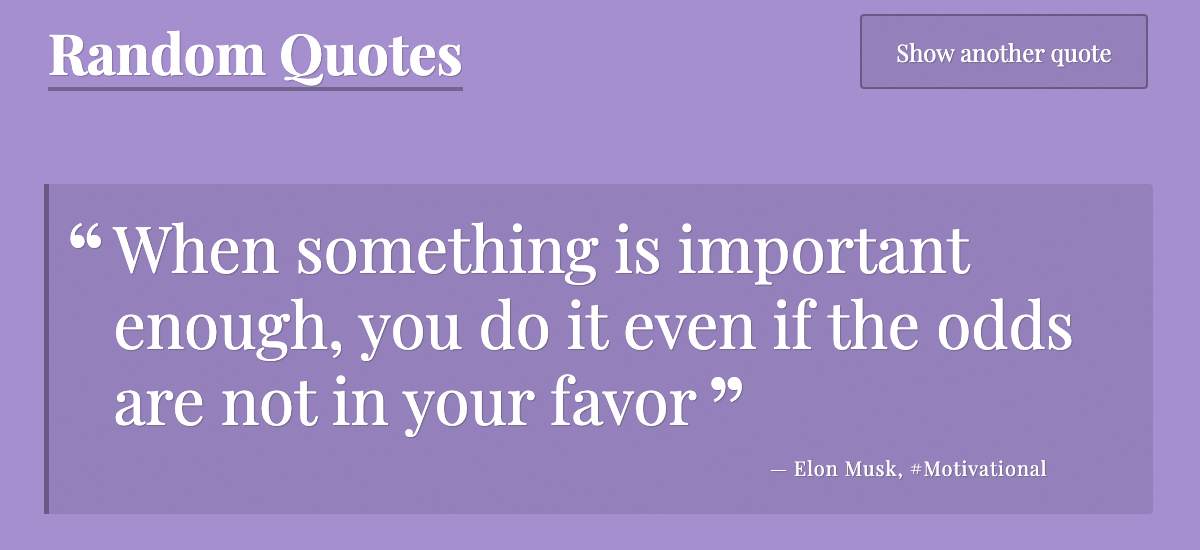 Random Quotes
Show another quote
“ When something is important
enough, you do it even if the odds
are not in your favor ”
— Elon Musk, #Motivational